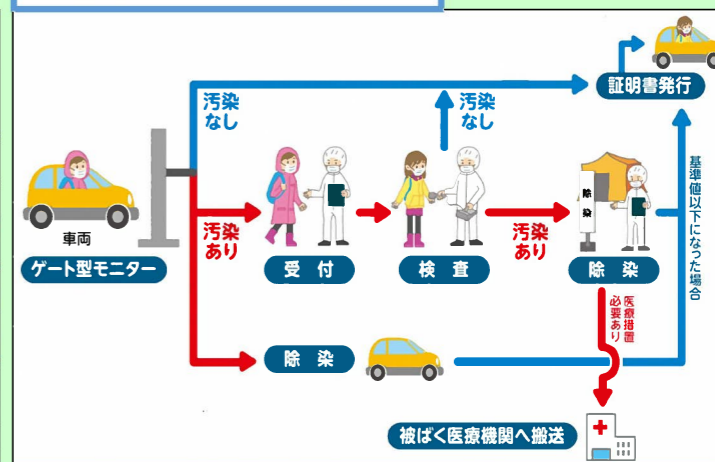 証明書発行
汚染
なし
汚染
なし
車両
ゲート型モニター
汚染
あり
受付
検査
汚染
あり
除染
除染
基準値以下になった場合
医療措置
必要あり
除染
被ばく医療機関へ搬送